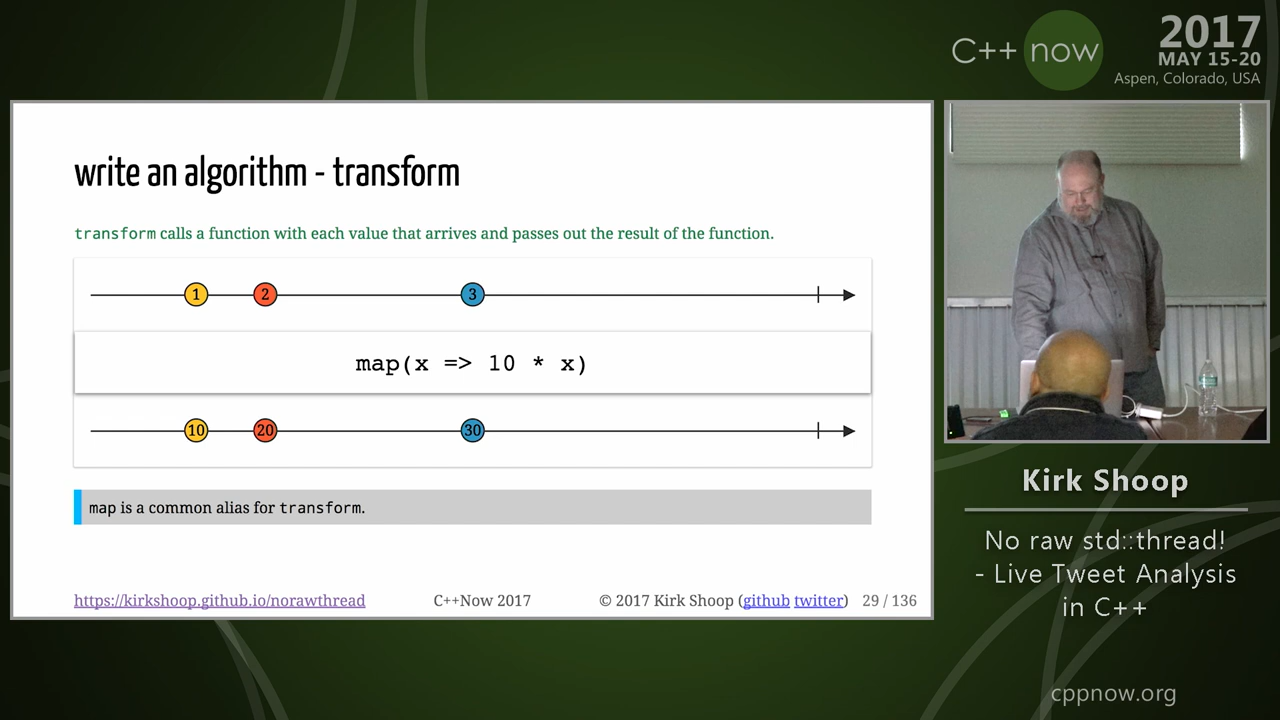 C++ now
2017
MAY 15-20
Aspen, Colorado, USA
write an algorithm - transform
transform calls a function with each value that arrives and passes out the result of the function.
1 2 3
map(x => 10 * x)
10 20 30
map is a common alias for transform.
https://kirkshoop.github.io/norawthread C++Now 2017 © 2017 Kirk Shoop (github twitter) 29 / 136
Kirk Shoop
No raw std::thread!
- Live Tweet Analysis
in C++
cppnow.org